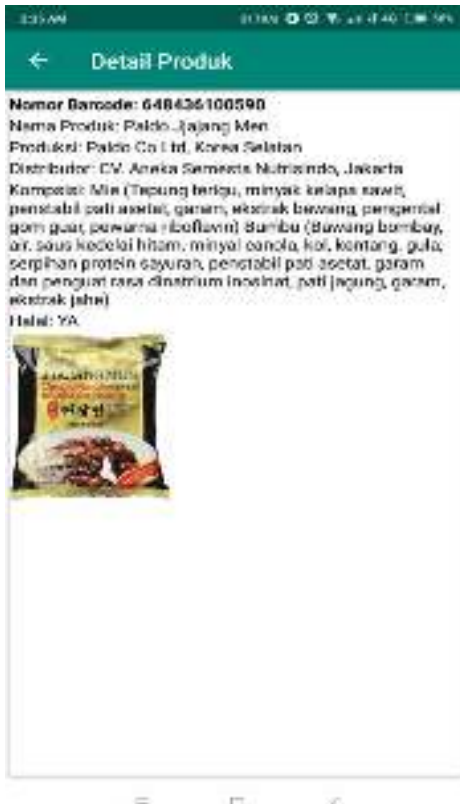 3:35 AM
Detail Produk
Nomor Barcode: 648436100590
Nama Produk: Paldo Jjajang Men
Produksi: Paldo Co Ltd, Korea Selatan
Distributor: CV. Aneka Semesta Nutrisindo, Jakarta
Komposisi: Mie (Tepung terigu, minyak kelapa sawit,
penstabil pati asetat, garam, ekstrak bawang, pengental
gom guar, pewarna riboflavin) Bumbu (Bawang bombay,
air, saus kedelai hitam, minyal canola, kol, kentang, gula,
serpihan protein sayuran, penstabil pati asetat, garam
dan penguat rasa dinatrium inosinat, pati jagung, garam,
ekstrak jahe)
Halal: YA